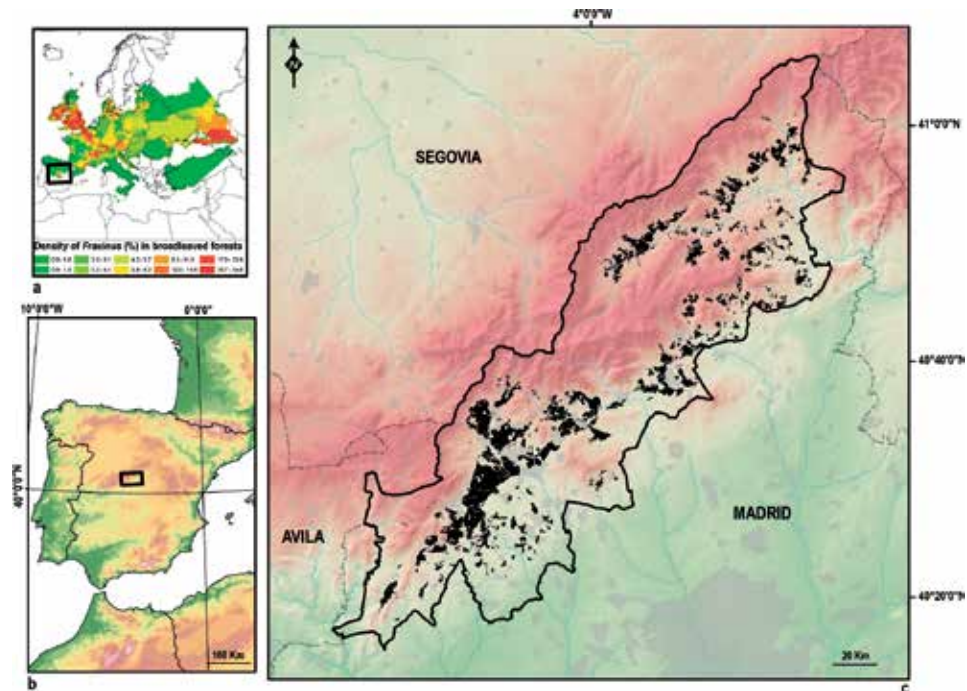 4°0'0"W
Density of Fraxinus (%) in broadleaved forests
a
10°0'0"W
0°0'0"
40°0'0"N
160 Km
b
SEGOVIA
AVILA
MADRID
41°0'0"N
40°40'0"N
40°20'0"N
20 Km
c